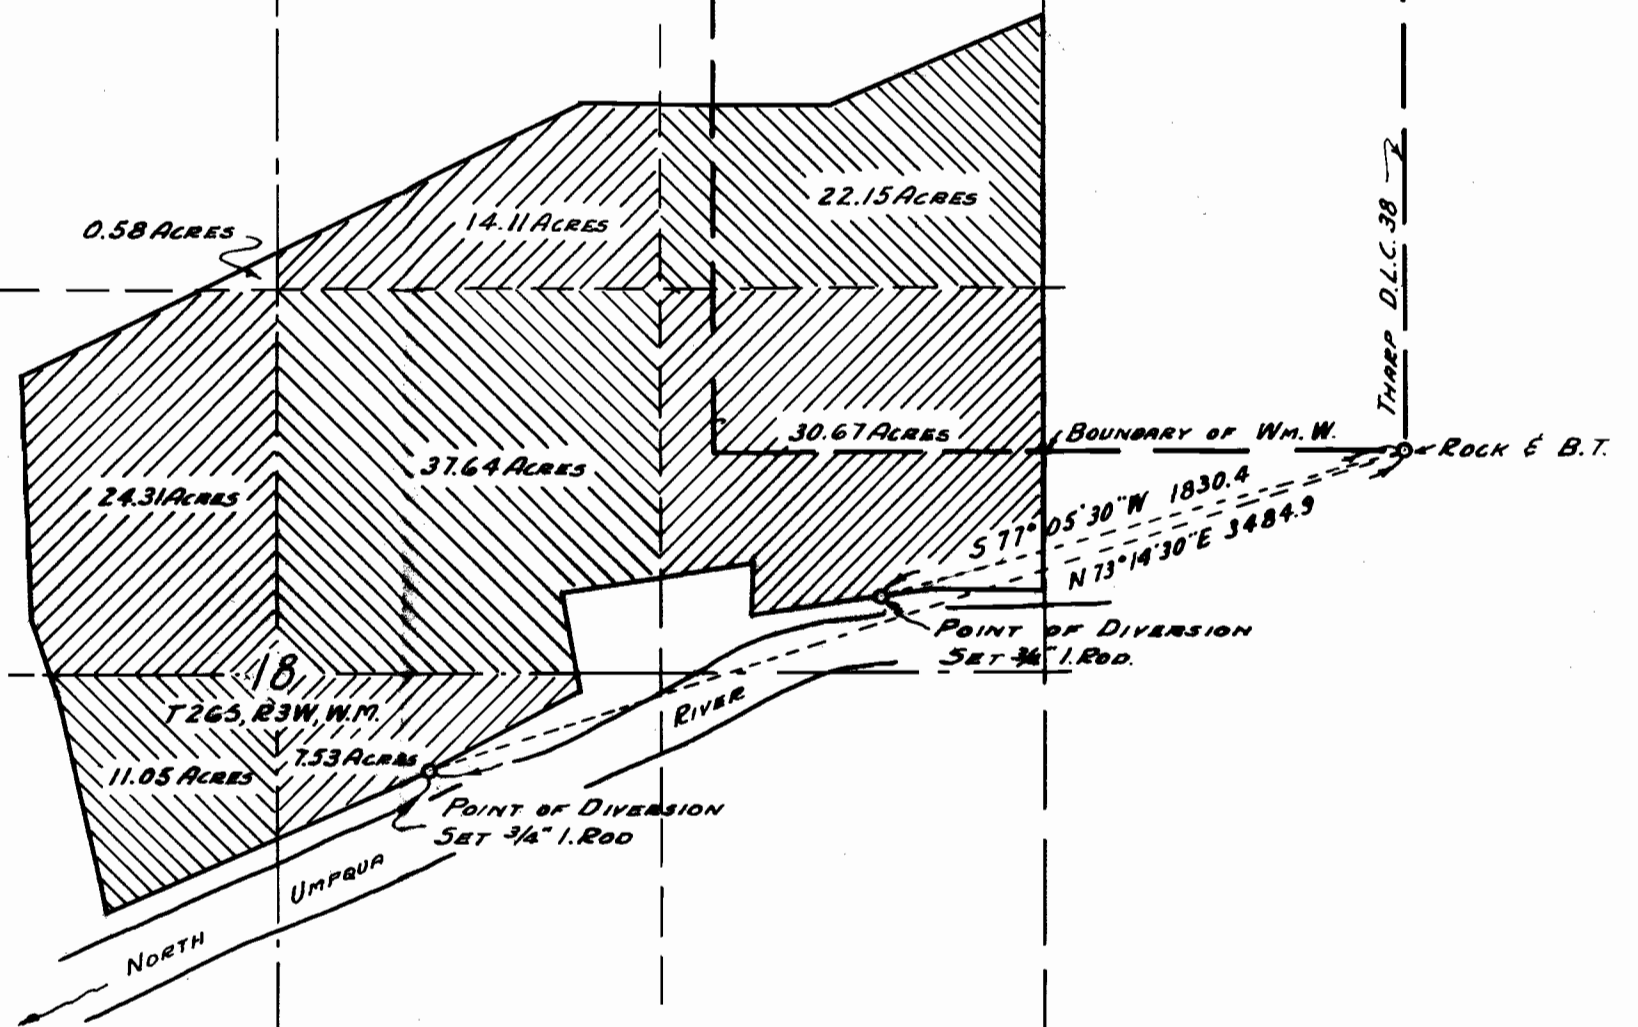 0.58 ACRES
14.11 ACRES
22.15 ACRES
THARP D.L.C. 38
30.67 ACRES
BOUNDARY OF WM. W.
ROCK & B.T.
37.64 ACRES
24.31 ACRES
S 77° 05' 30" W 1830.4
N 73° 14' 30" E 3484.9
POINT OF DIVERSION
SET 3/4" I. ROD.
18
T26S, R3W, W.M.
RIVER
7.53 ACRES
11.05 ACRES
POINT OF DIVERSION
SET 3/4" I. ROD
UMPQUA
NORTH